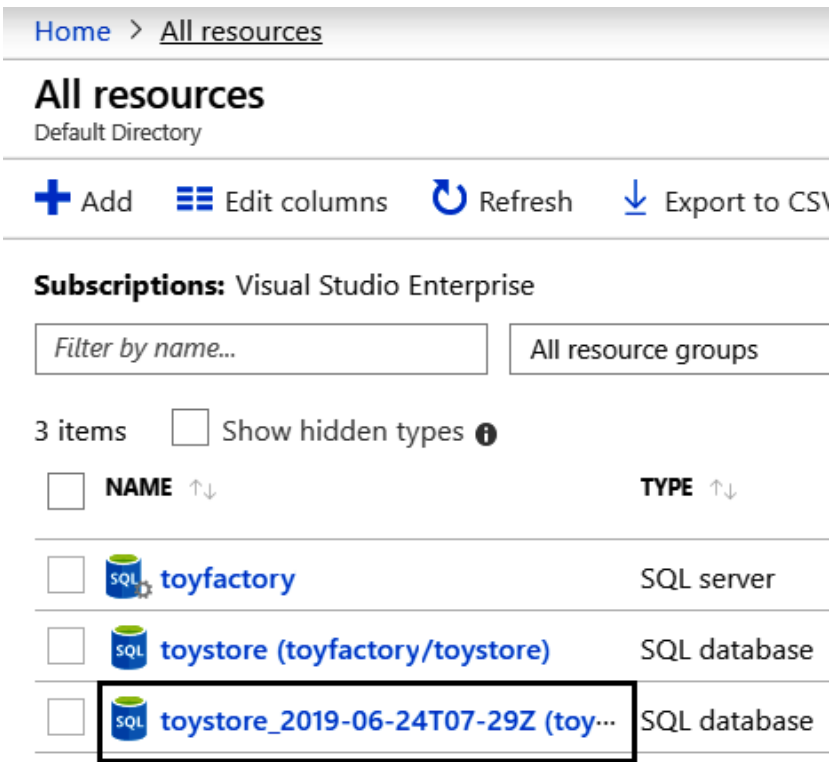 Home > All resources
All resources
Default Directory
Add Edit columns Refresh Export to CSV
Subscriptions: Visual Studio Enterprise
Filter by name... All resource groups
3 items Show hidden types
NAME TYPE
SQL toyfactory SQL server
SQL toystore (toyfactory/toystore) SQL database
SQL toystore_2019-06-24T07-29Z (toy··· SQL database